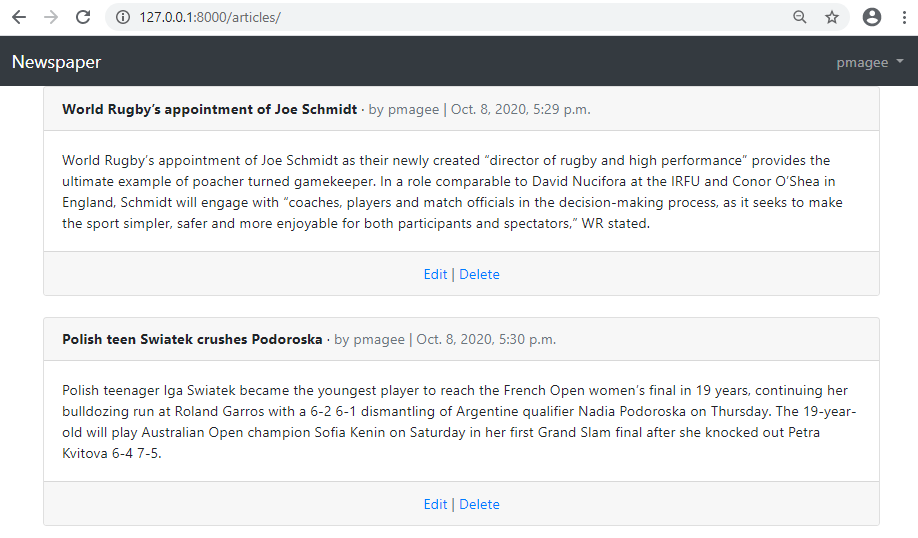 127.0.0.1:8000/articles/
Newspaper
pmagee
World Rugby’s appointment of Joe Schmidt · by pmagee | Oct. 8, 2020, 5:29 p.m.
World Rugby’s appointment of Joe Schmidt as their newly created “director of rugby and high performance” provides the
ultimate example of poacher turned gamekeeper. In a role comparable to David Nucifora at the IRFU and Conor O’Shea in
England, Schmidt will engage with “coaches, players and match officials in the decision-making process, as it seeks to make
the sport simpler, safer and more enjoyable for both participants and spectators,” WR stated.
Edit | Delete
Polish teen Swiatek crushes Podoroska · by pmagee | Oct. 8, 2020, 5:30 p.m.
Polish teenager Iga Swiatek became the youngest player to reach the French Open women’s final in 19 years, continuing her
bulldozing run at Roland Garros with a 6-2 6-1 dismantling of Argentine qualifier Nadia Podoroska on Thursday. The 19-year-
old will play Australian Open champion Sofia Kenin on Saturday in her first Grand Slam final after she knocked out Petra
Kvitova 6-4 7-5.
Edit | Delete